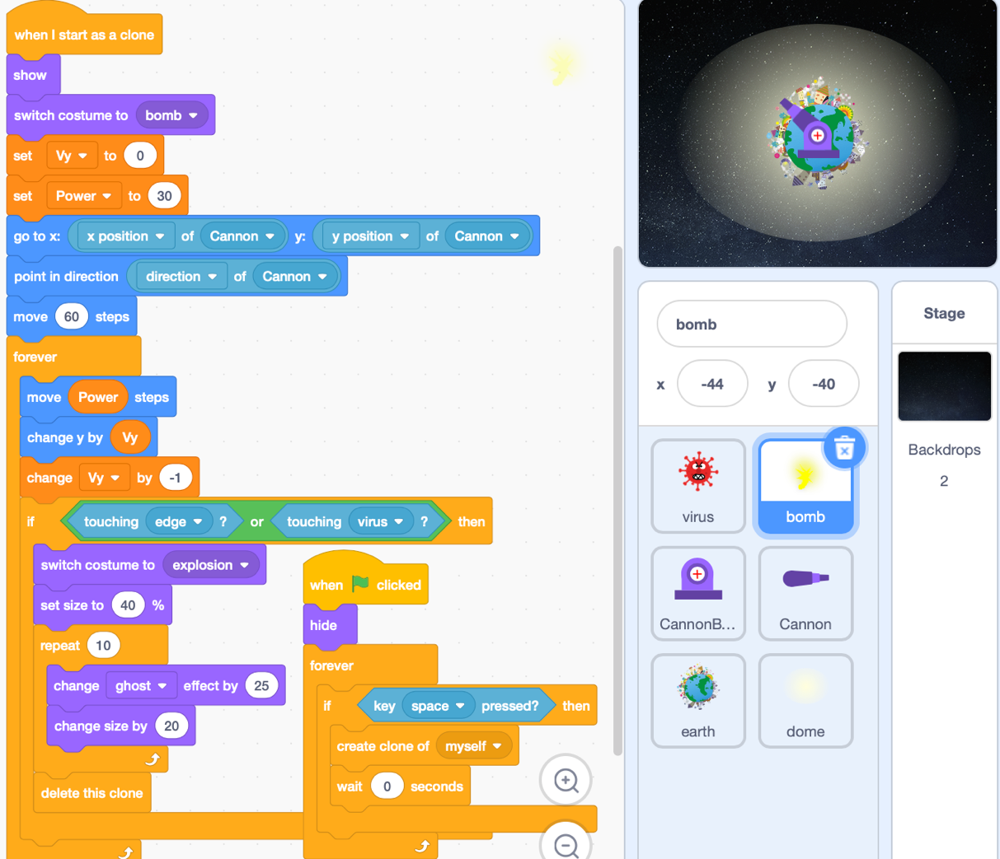 when I start as a clone
show
switch costume to bomb
set Vy to 0
set Power to 30
go to x: x position of Cannon y: y position of Cannon
point in direction direction of Cannon
move 60 steps
forever
move Power steps
change y by Vy
change Vy by -1
if touching edge ? or touching virus ? then
switch costume to explosion
set size to 40 %
repeat 10
change ghost effect by 25
change size by 20
delete this clone
when clicked
hide
forever
if key space pressed? then
create clone of myself
wait 0 seconds
bomb
x -44 y -40
virus
bomb
CannonB...
Cannon
earth
dome
Stage
Backdrops
2